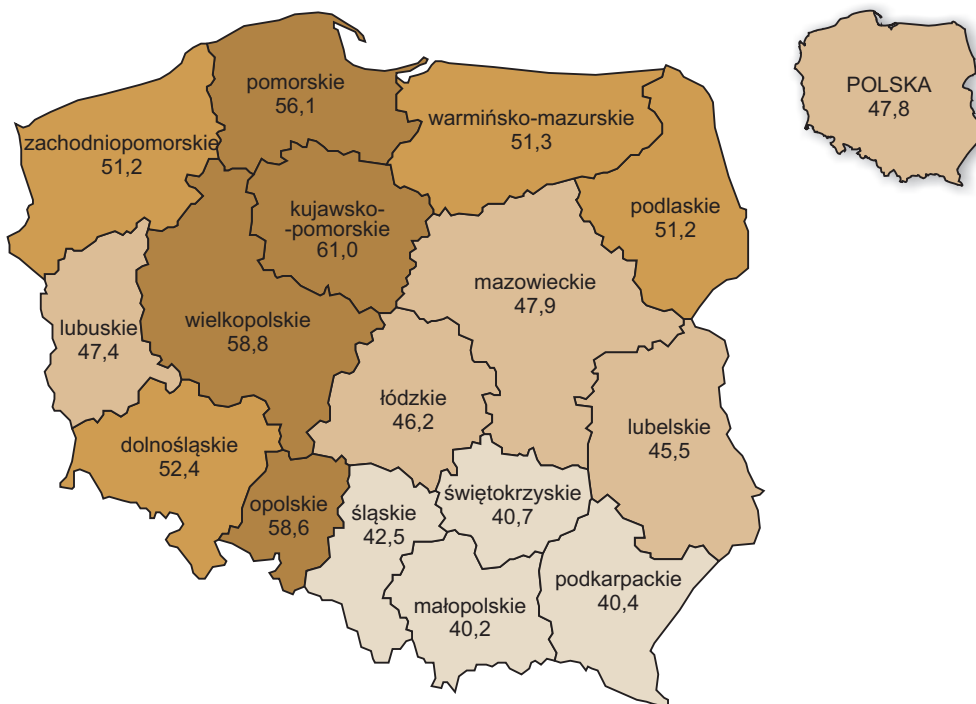 pomorskie
56,1
POLSKA
47,8
zachodniopomorskie
51,2
warmińsko-mazurskie
51,3
kujawsko-
-pomorskie
61,0
podlaskie
51,2
mazowieckie
47,9
lubuskie
47,4
wielkopolskie
58,8
łódzkie
46,2
lubelskie
45,5
dolnośląskie
52,4
opolskie
58,6
śląskie
42,5
świętokrzyskie
40,7
podkarpackie
40,4
małopolskie
40,2